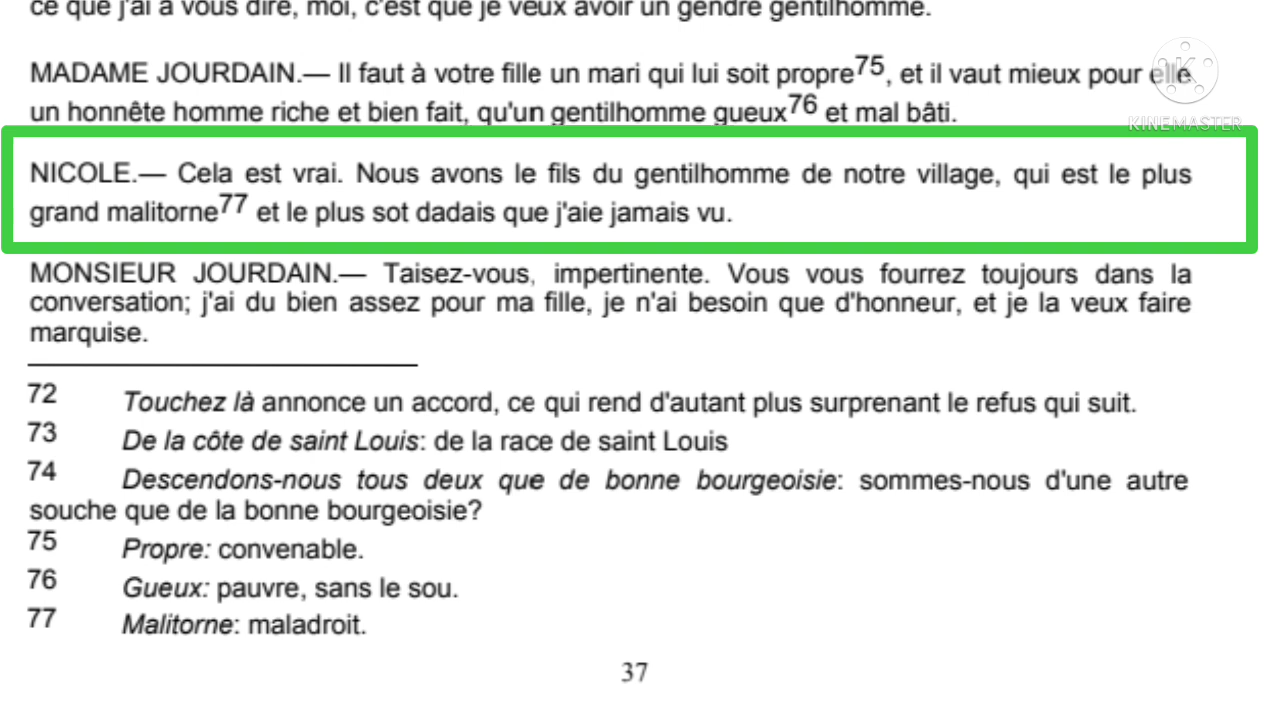 ce que j'ai à vous dire, moi, c'est que je veux avoir un gendre gentilhomme.
MADAME JOURDAIN.— Il faut à votre fille un mari qui lui soit propre75, et il vaut mieux pour elle
un honnête homme riche et bien fait, qu'un gentilhomme gueux76 et mal bâti.
KINEMASTER
NICOLE.— Cela est vrai. Nous avons le fils du gentilhomme de notre village, qui est le plus
grand malitorne77 et le plus sot dadais que j'aie jamais vu.
MONSIEUR JOURDAIN.— Taisez-vous, impertinente. Vous vous fourrez toujours dans la
conversation; j'ai du bien assez pour ma fille, je n'ai besoin que d'honneur, et je la veux faire
marquise.
72 Touchez là annonce un accord, ce qui rend d'autant plus surprenant le refus qui suit.
73 De la côte de saint Louis: de la race de saint Louis
74 Descendons-nous tous deux que de bonne bourgeoisie: sommes-nous d'une autre
souche que de la bonne bourgeoisie?
75 Propre: convenable.
76 Gueux: pauvre, sans le sou.
77 Malitorne: maladroit.
37